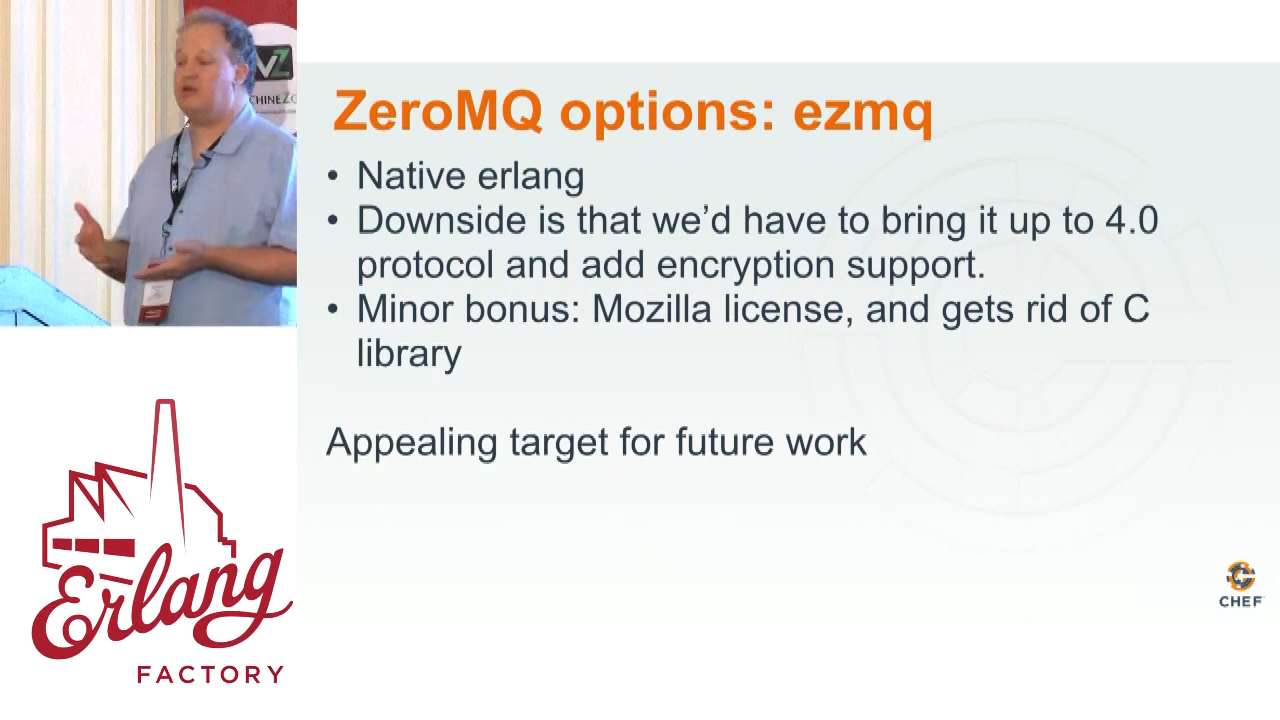 ZeroMQ options: ezmq
• Native erlang
• Downside is that we’d have to bring it up to 4.0
protocol and add encryption support.
• Minor bonus: Mozilla license, and gets rid of C
library
Appealing target for future work
CHEF
Erlang
FACTORY